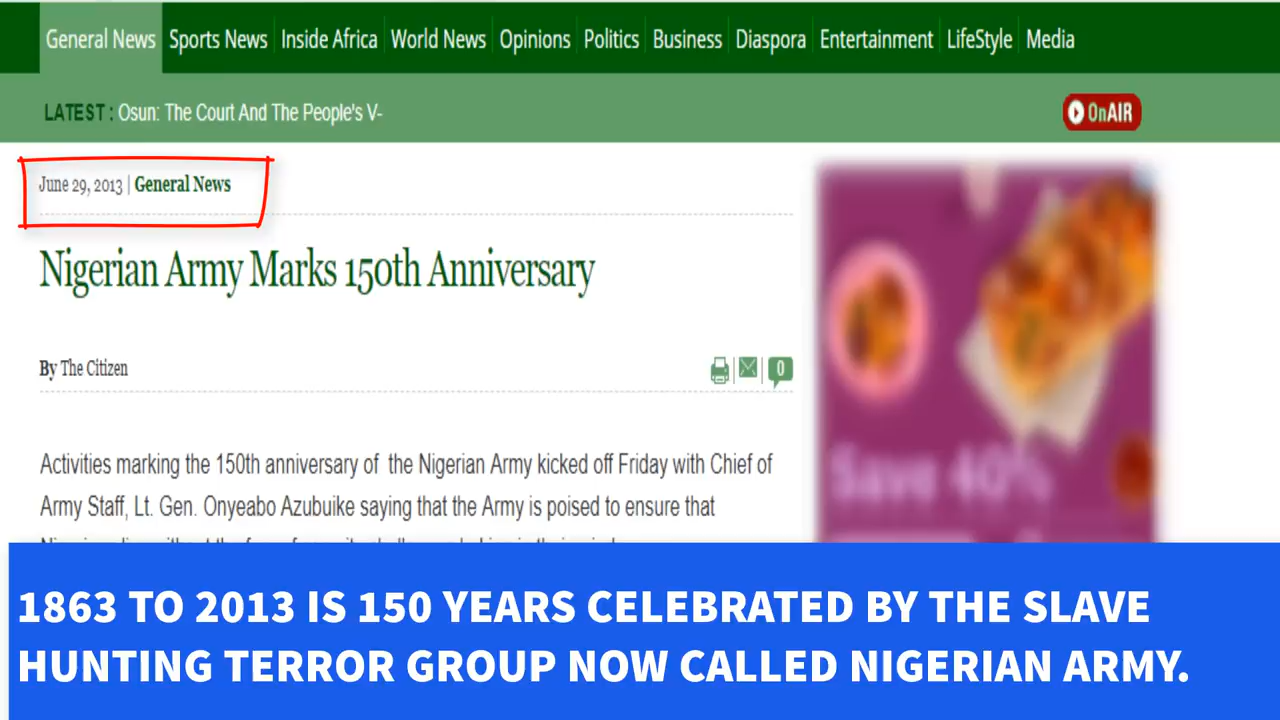 General News Sports News Inside Africa World News Opinions Politics Business Diaspora Entertainment LifeStyle Media
LATEST : Osun: The Court And The People's V-
OnAIR
June 29, 2013 | General News
Nigerian Army Marks 150th Anniversary
By The Citizen
0
Activities marking the 150th anniversary of the Nigerian Army kicked off Friday with Chief of
Army Staff, Lt. Gen. Onyeabo Azubuike saying that the Army is poised to ensure that
Save 40%
1863 TO 2013 IS 150 YEARS CELEBRATED BY THE SLAVE
HUNTING TERROR GROUP NOW CALLED NIGERIAN ARMY.